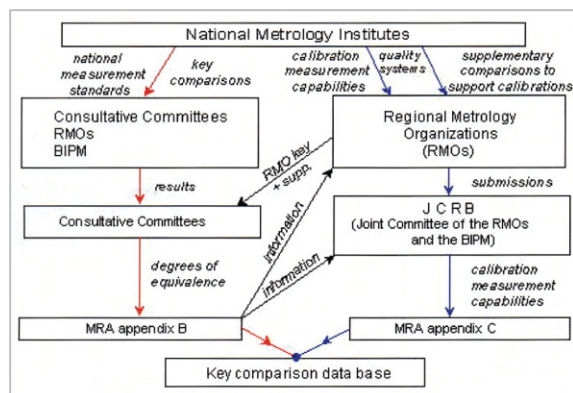 National Metrology Institutes
national
measurement
standards
key
comparisons
calibration
measurement
capabilities
quality
systems
supplementary
comparisons to
support calibrations
Consultative Committees
RMOs
BIPM
Regional Metrology
Organizations
(RMOs)
RMO key
+ supp.
results
submissions
Consultative Committees
J C R B
(Joint Committee of the RMOs
and the BIPM)
information
information
degrees of
equivalence
calibration
measurement
capabilities
MRA appendix B
MRA appendix C
Key comparison data base